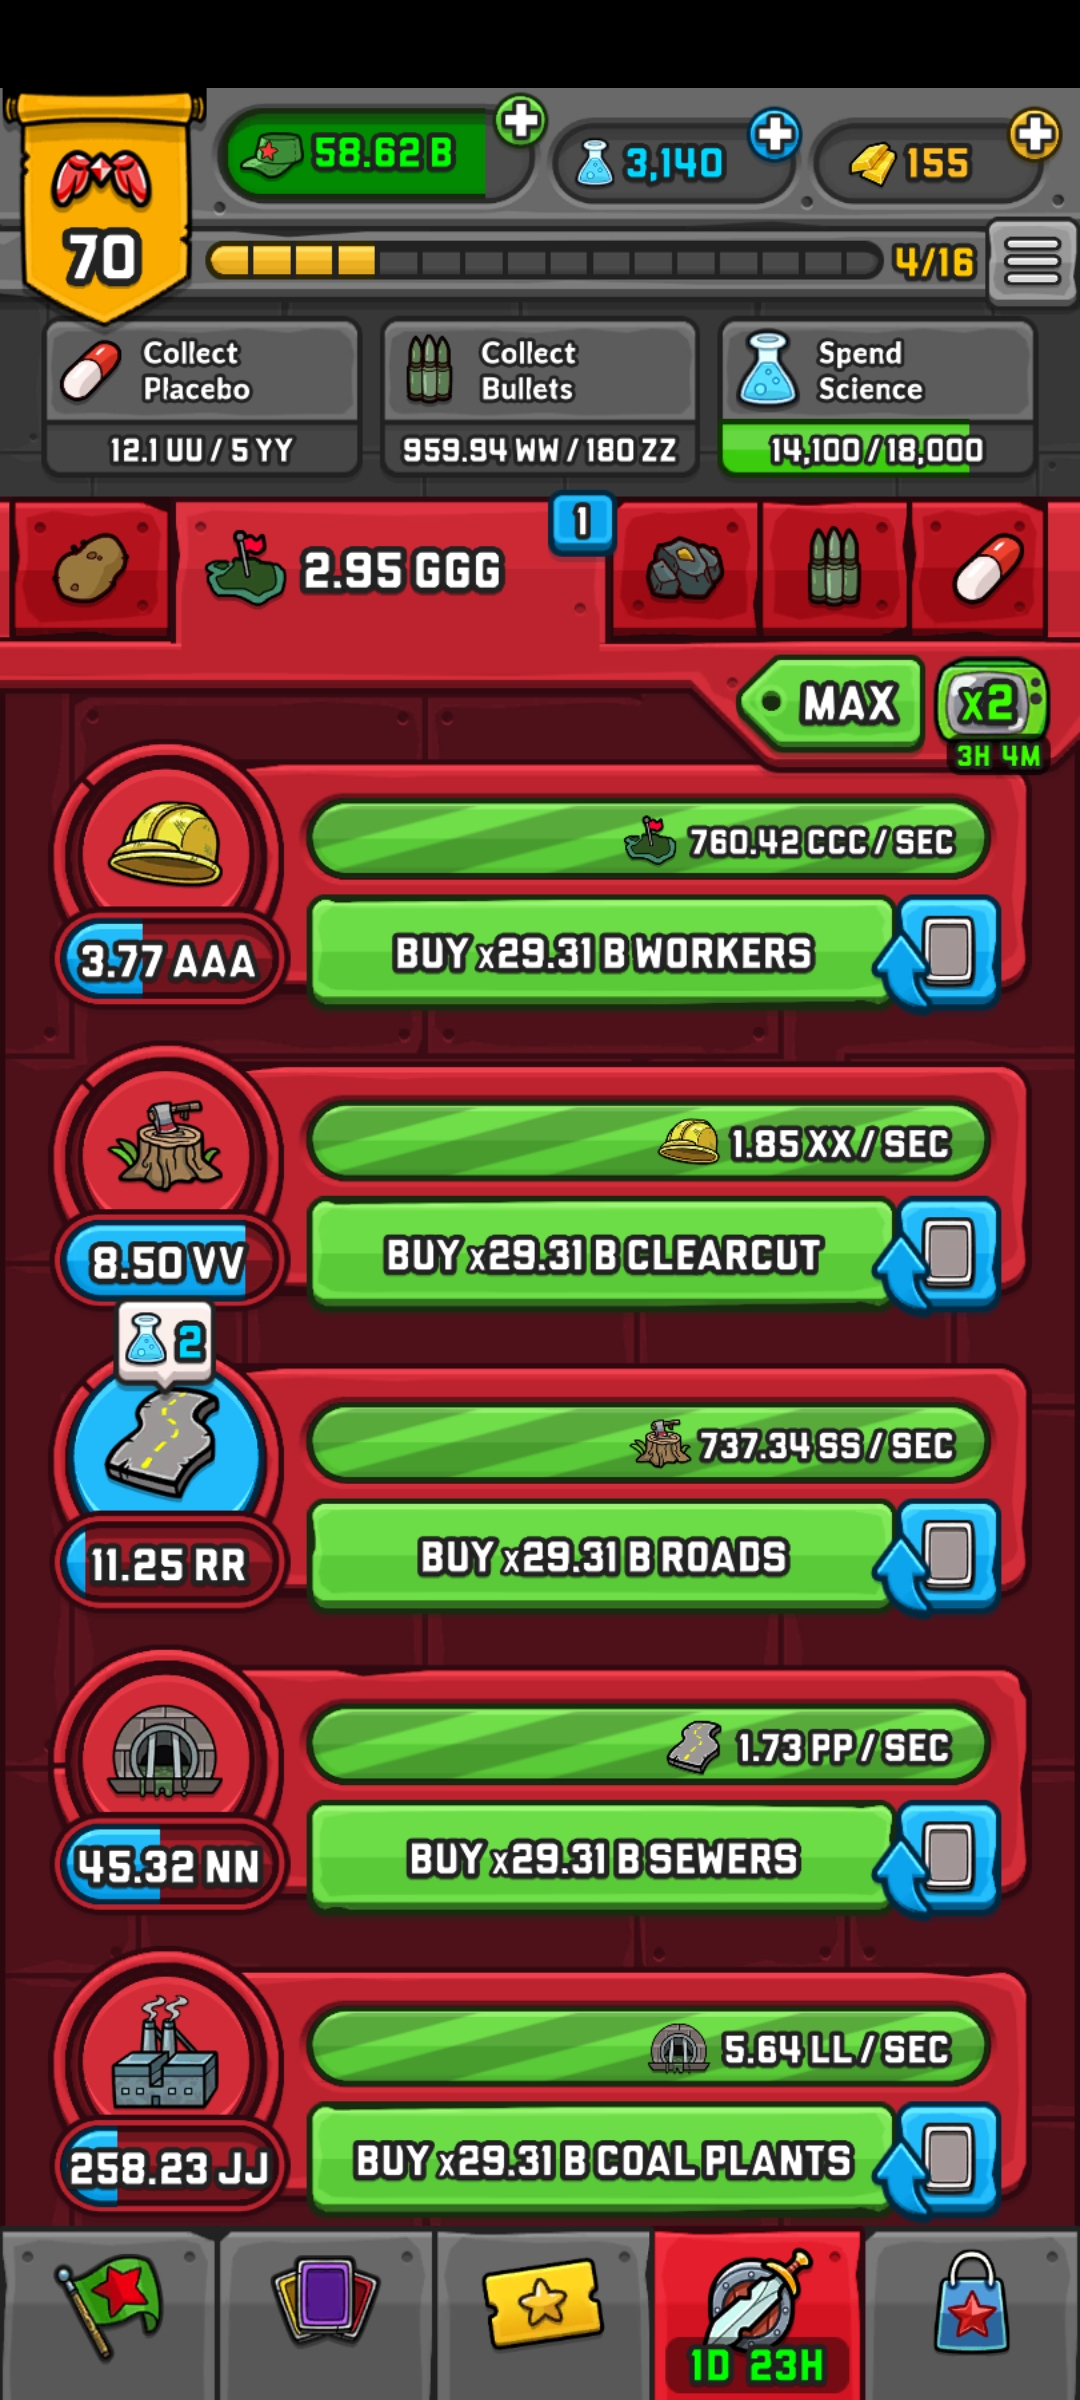 58.62 B
3,140
155
70
4/16
Collect
Placebo
12.1 UU / 5 YY
Collect
Bullets
959.94 WW / 180 ZZ
Spend
Science
14,100 / 18,000
2.95 GGG
1
MAX
x2
3H 4M
760.42 CCC / SEC
3.77 AAA
BUY x29.31 B WORKERS
1.85 XX / SEC
8.50 VV
BUY x29.31 B CLEARCUT
2
737.34 SS / SEC
11.25 RR
BUY x29.31 B ROADS
1.73 PP / SEC
45.32 NN
BUY x29.31 B SEWERS
5.64 LL / SEC
258.23 JJ
BUY x29.31 B COAL PLANTS
1D 23H